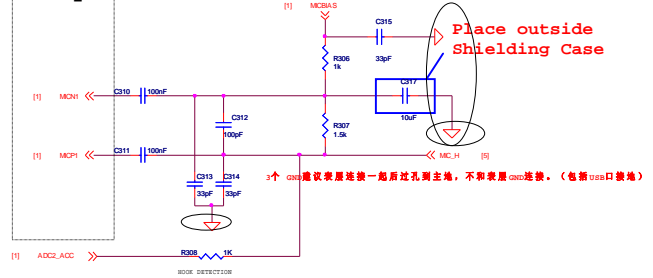 [1] MICBIAS
C315
33pF
Place outside
Shielding Case
R306
1k
C317
10uF
[1] MICN1
C310 100nF
C312
100pF
R307
1.5k
[1] MICP1
C311 100nF
MIC_H [5]
C313 C314
33pF 33pF
3个 GND建议表层连接一起后过孔到主地，不和表层GND连接。（包括USB口接地）
[1] ADC2_ACC
R308 1K
HOOK DETECTION